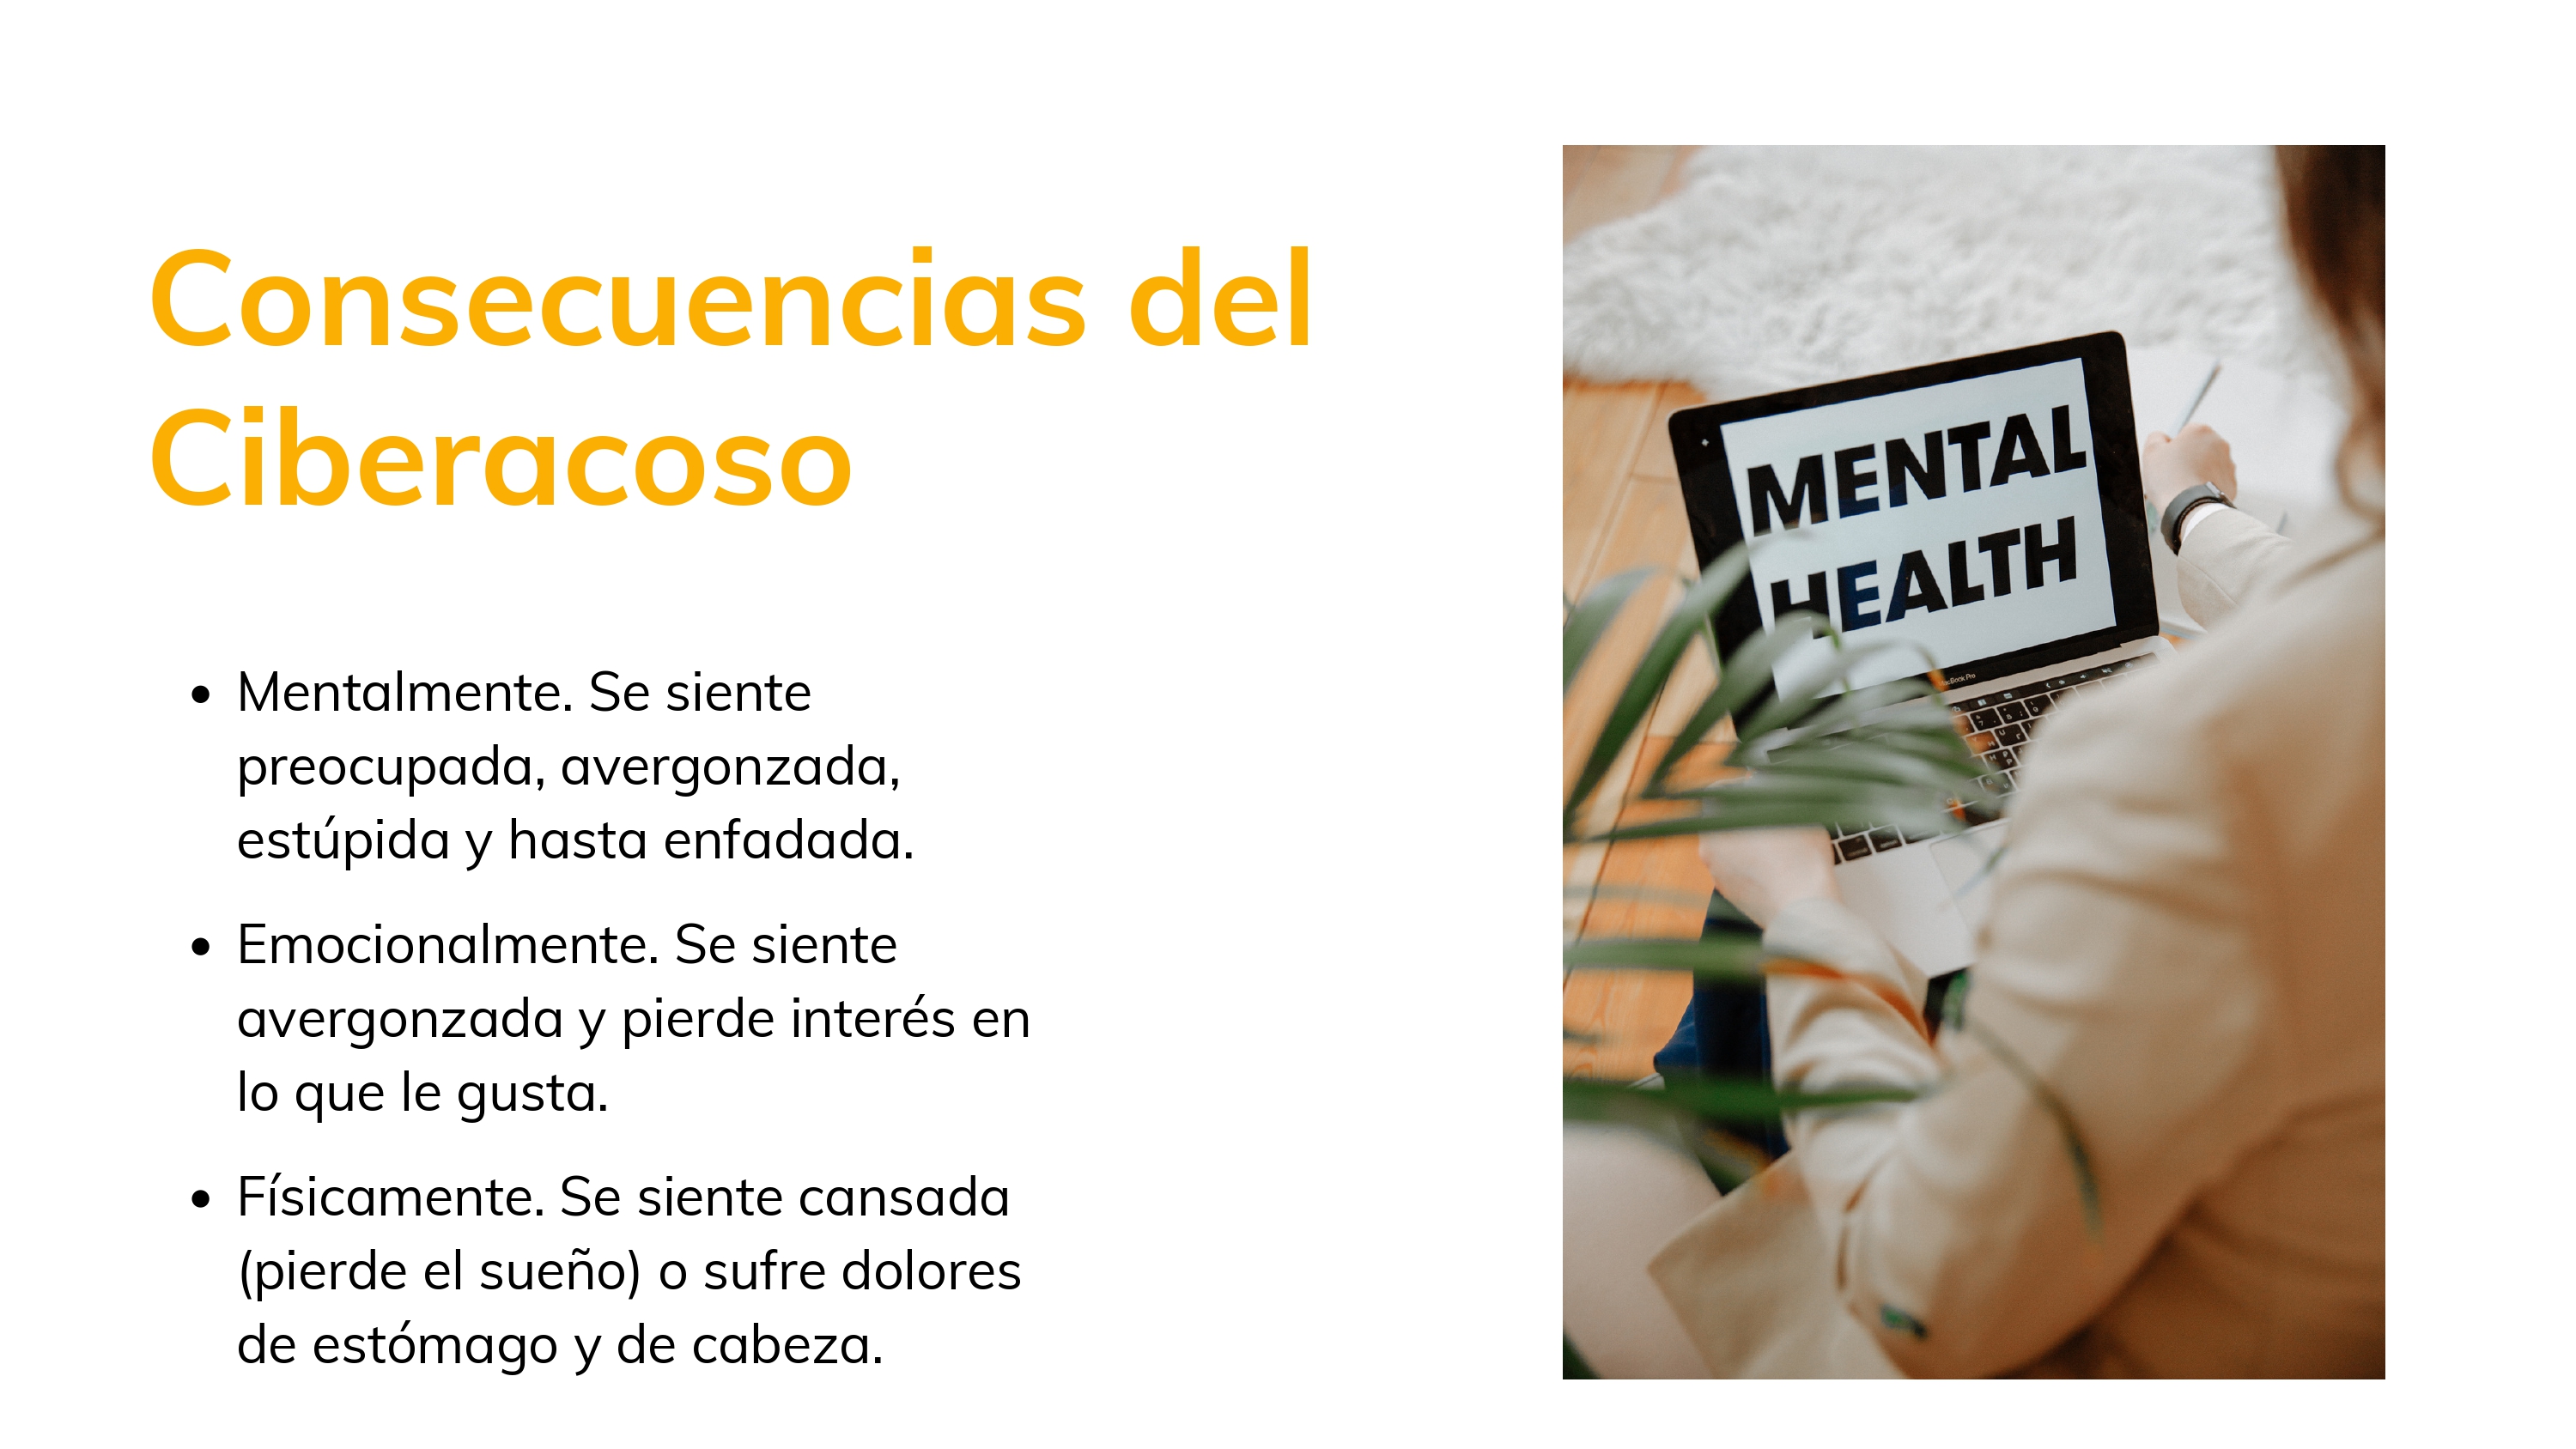 Consecuencias del
Ciberacoso
MENTAL
HEALTH
• Mentalmente. Se siente
preocupada, avergonzada,
estúpida y hasta enfadada.
• Emocionalmente. Se siente
avergonzada y pierde interés en
lo que le gusta.
• Físicamente. Se siente cansada
(pierde el sueño) o sufre dolores
de estómago y de cabeza.